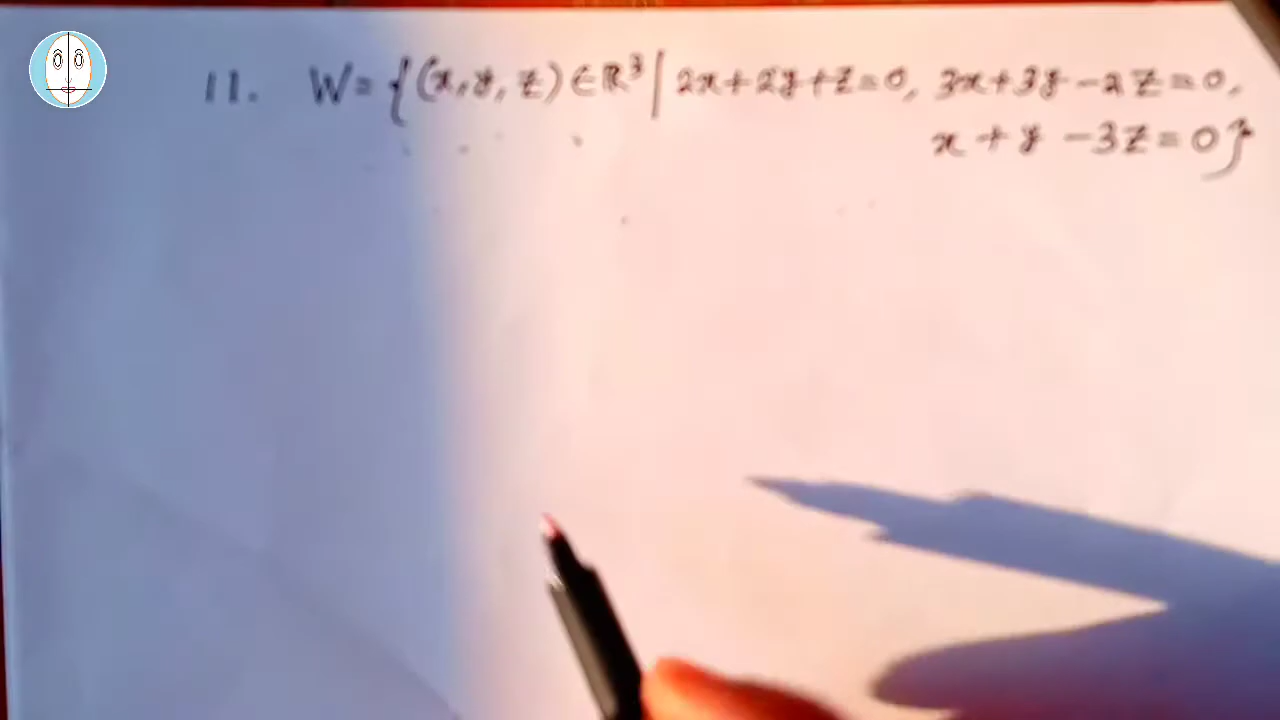 11. W = {(x, y, z) ∈ ℝ³ | 2x+2y+z=0, 3x+3y-2z=0,
x + y - 3z = 0}